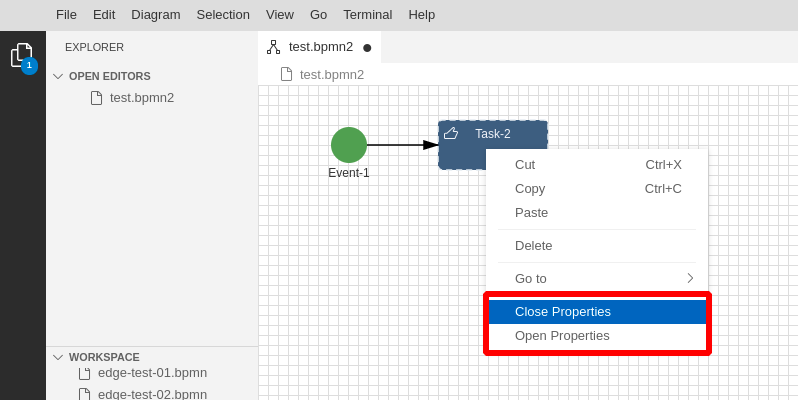 File Edit Diagram Selection View Go Terminal Help
1
EXPLORER
OPEN EDITORS
test.bpmn2
WORKSPACE
edge-test-01.bpmn
edge-test-02.bpmn
test.bpmn2
test.bpmn2
Event-1
Task-2
Cut Ctrl+X
Copy Ctrl+C
Paste
Delete
Go to
Close Properties
Open Properties